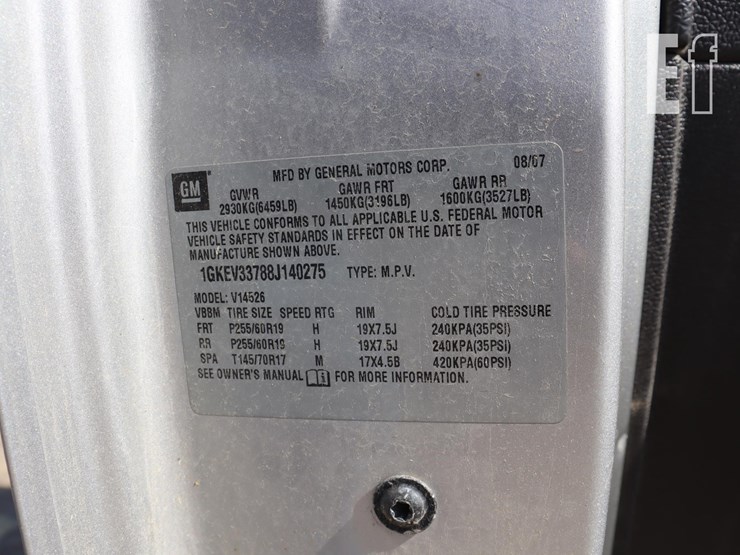 Ef
MFD BY GENERAL MOTORS CORP. 08/07
GM
GVWR GAWR FRT GAWR RR
2930KG(6459LB) 1450KG(3196LB) 1600KG(3527LB)
THIS VEHICLE CONFORMS TO ALL APPLICABLE U.S. FEDERAL MOTOR
VEHICLE SAFETY STANDARDS IN EFFECT ON THE DATE OF
MANUFACTURE SHOWN ABOVE.
1GKEV33788J140275 TYPE: M.P.V.
MODEL: V14526
VBBM TIRE SIZE SPEED RTG RIM COLD TIRE PRESSURE
FRT P255/60R19 H 19X7.5J 240KPA(35PSI)
RR P255/60R19 H 19X7.5J 240KPA(35PSI)
SPA T145/70R17 M 17X4.5B 420KPA(60PSI)
SEE OWNER'S MANUAL FOR MORE INFORMATION.